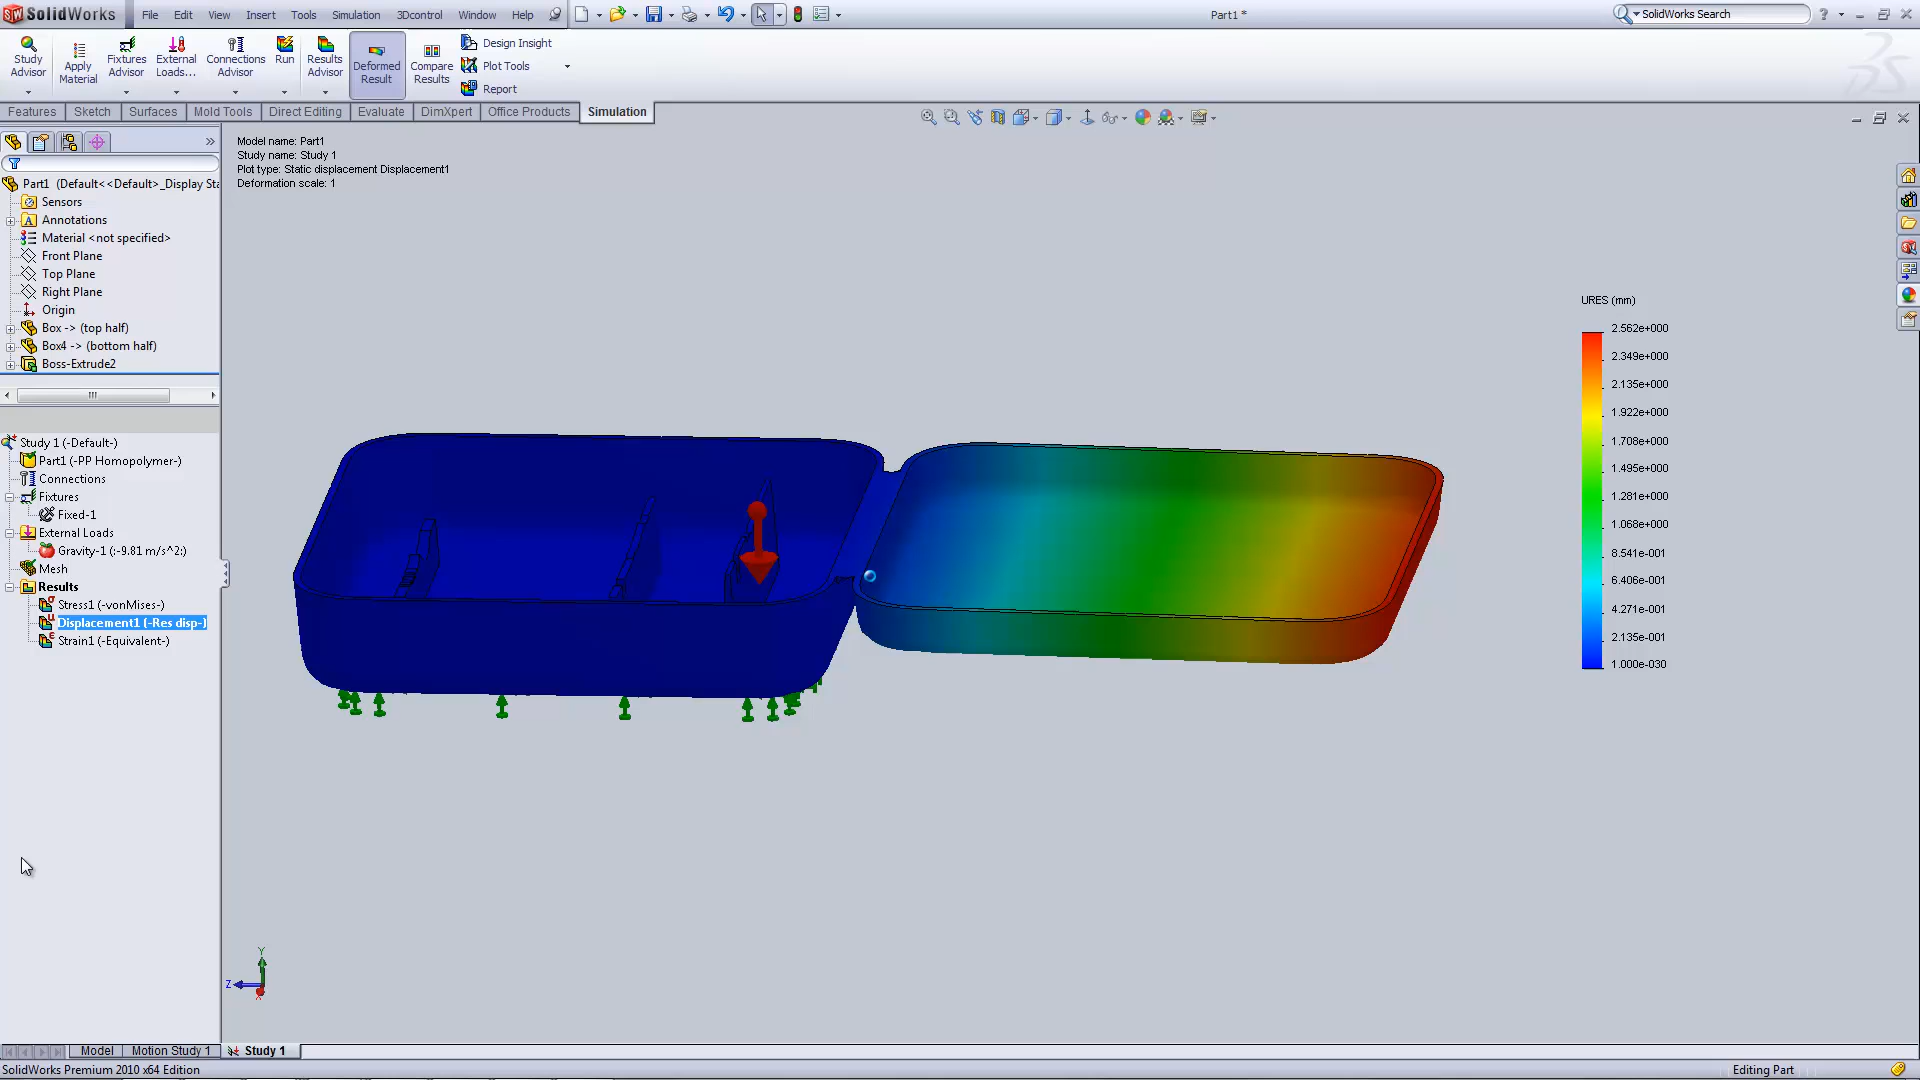 SolidWorks File Edit View Insert Tools Simulation 3Dcontrol Window Help Part1 * SolidWorks Search ?
Study Advisor
Apply Material
Fixtures Advisor
External Loads...
Connections Advisor
Run
Results Advisor
Deformed Result
Compare Results
Design Insight
Plot Tools
Report
Features Sketch Surfaces Mold Tools Direct Editing Evaluate DimXpert Office Products Simulation
Model name: Part1
Study name: Study 1
Plot type: Static displacement Displacement1
Deformation scale: 1
Part1 (Default<<Default>_Display Sta
Sensors
Annotations
Material <not specified>
Front Plane
Top Plane
Right Plane
Origin
Box -> (top half)
Box4 -> (bottom half)
Boss-Extrude2
Study 1 (-Default-)
Part1 (-PP Homopolymer-)
Connections
Fixtures
Fixed-1
External Loads
Gravity-1 (:-9.81 m/s^2:)
Mesh
Results
Stress1 (-vonMises-)
Displacement1 (-Res disp-)
Strain1 (-Equivalent-)
URES (mm)
2.562e+000
2.349e+000
2.135e+000
1.922e+000
1.708e+000
1.495e+000
1.281e+000
1.068e+000
8.541e-001
6.406e-001
4.271e-001
2.135e-001
1.000e-030
Y
Z
X
Model Motion Study 1 Study 1
SolidWorks Premium 2010 x64 Edition Editing Part